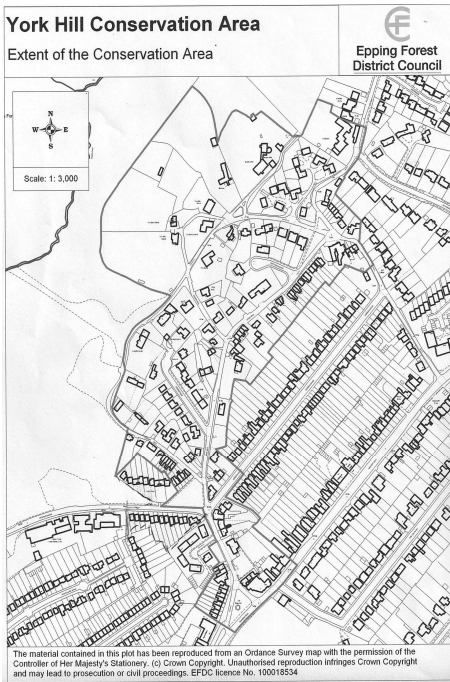 York Hill Conservation Area
Extent of the Conservation Area
Epping Forest
District Council
N
W E
S
Scale: 1: 3,000
The material contained in this plot has been reproduced from an Ordance Survey map with the permission of the
Controller of Her Majesty's Stationery. (c) Crown Copyright. Unauthorised reproduction infringes Crown Copyright
and may lead to prosecution or civil proceedings. EFDC licence No. 100018534